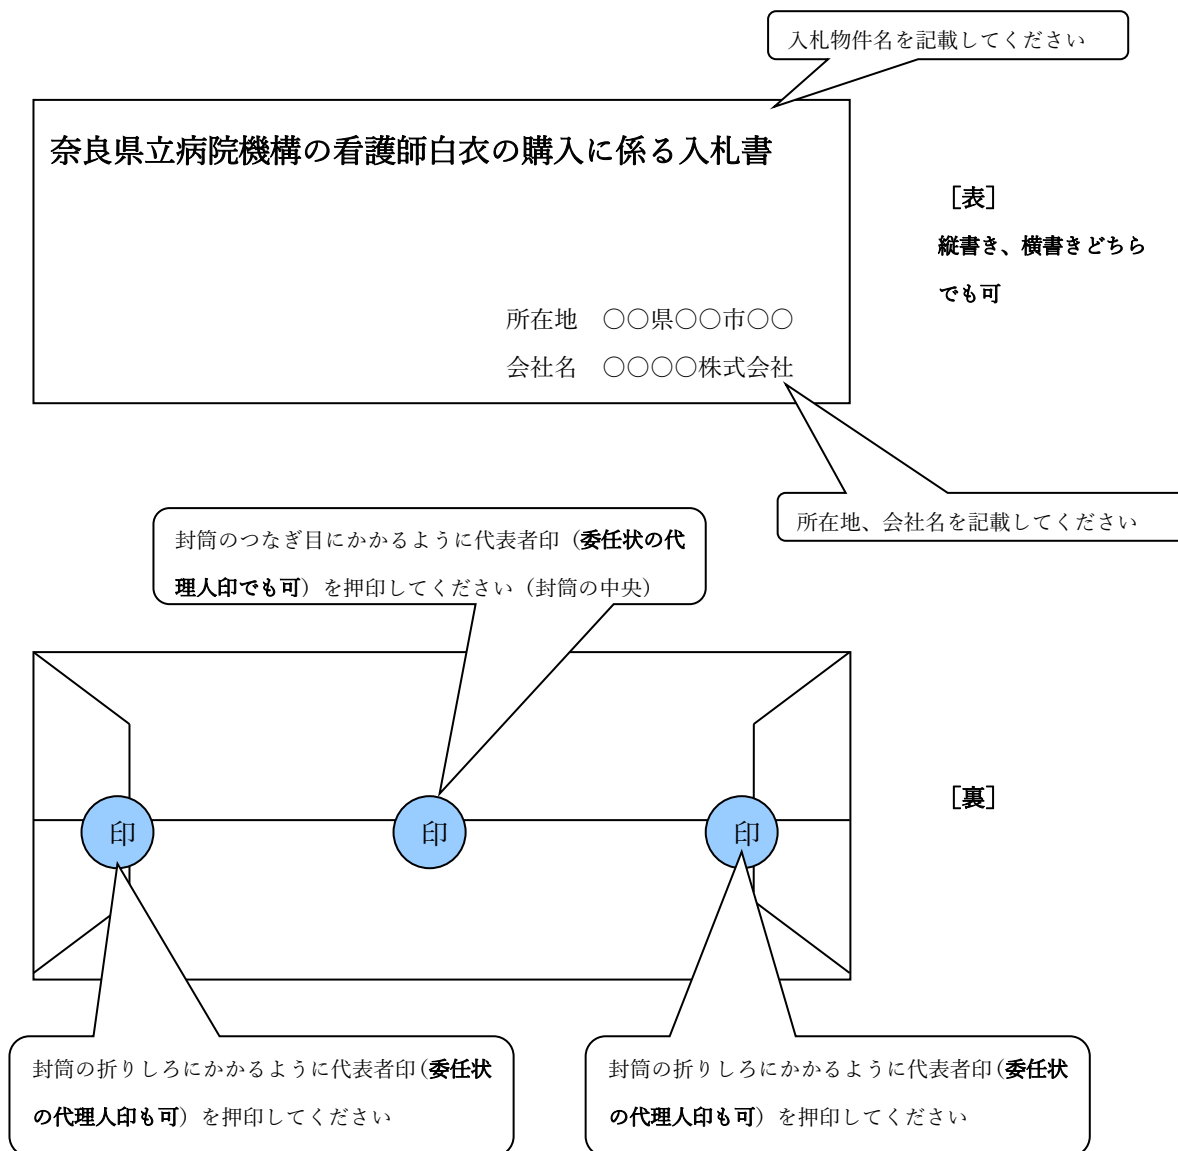 入札物件名を記載してください
奈良県立病院機構の看護師白衣の購入に係る入札書
［表］
縦書き、横書きどちら
でも可
所在地　○○県○○市○○
会社名　○○○○株式会社
所在地、会社名を記載してください
封筒のつなぎ目にかかるように代表者印（委任状の代
理人印でも可）を押印してください（封筒の中央）
［裏］
印
印
印
封筒の折りしろにかかるように代表者印（委任状
の代理人印も可）を押印してください
封筒の折りしろにかかるように代表者印（委任状
の代理人印も可）を押印してください